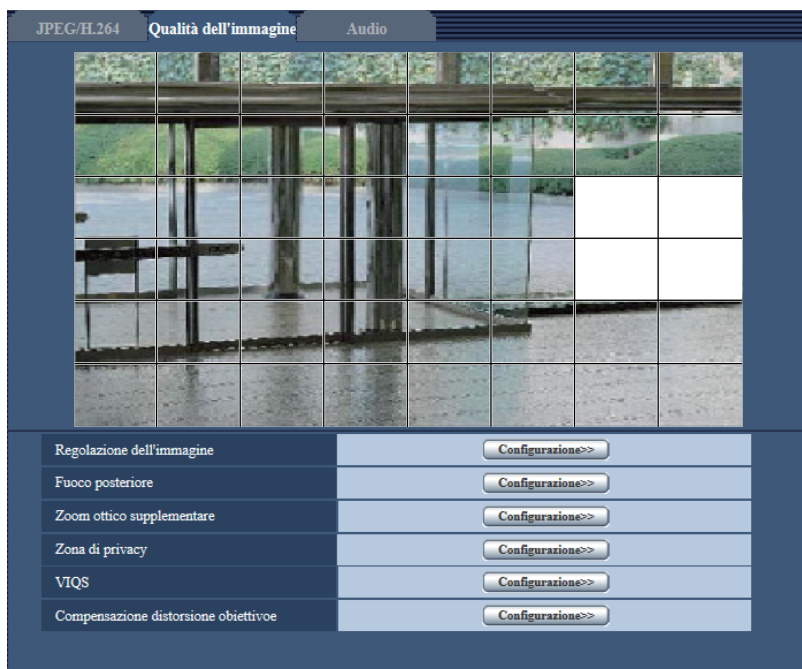 JPEG/H.264 Qualità dell'immagine Audio
Regolazione dell'immagine Configurazione>>
Fuoco posteriore Configurazione>>
Zoom ottico supplementare Configurazione>>
Zona di privacy Configurazione>>
VIQS Configurazione>>
Compensazione distorsione obiettivoe Configurazione>>